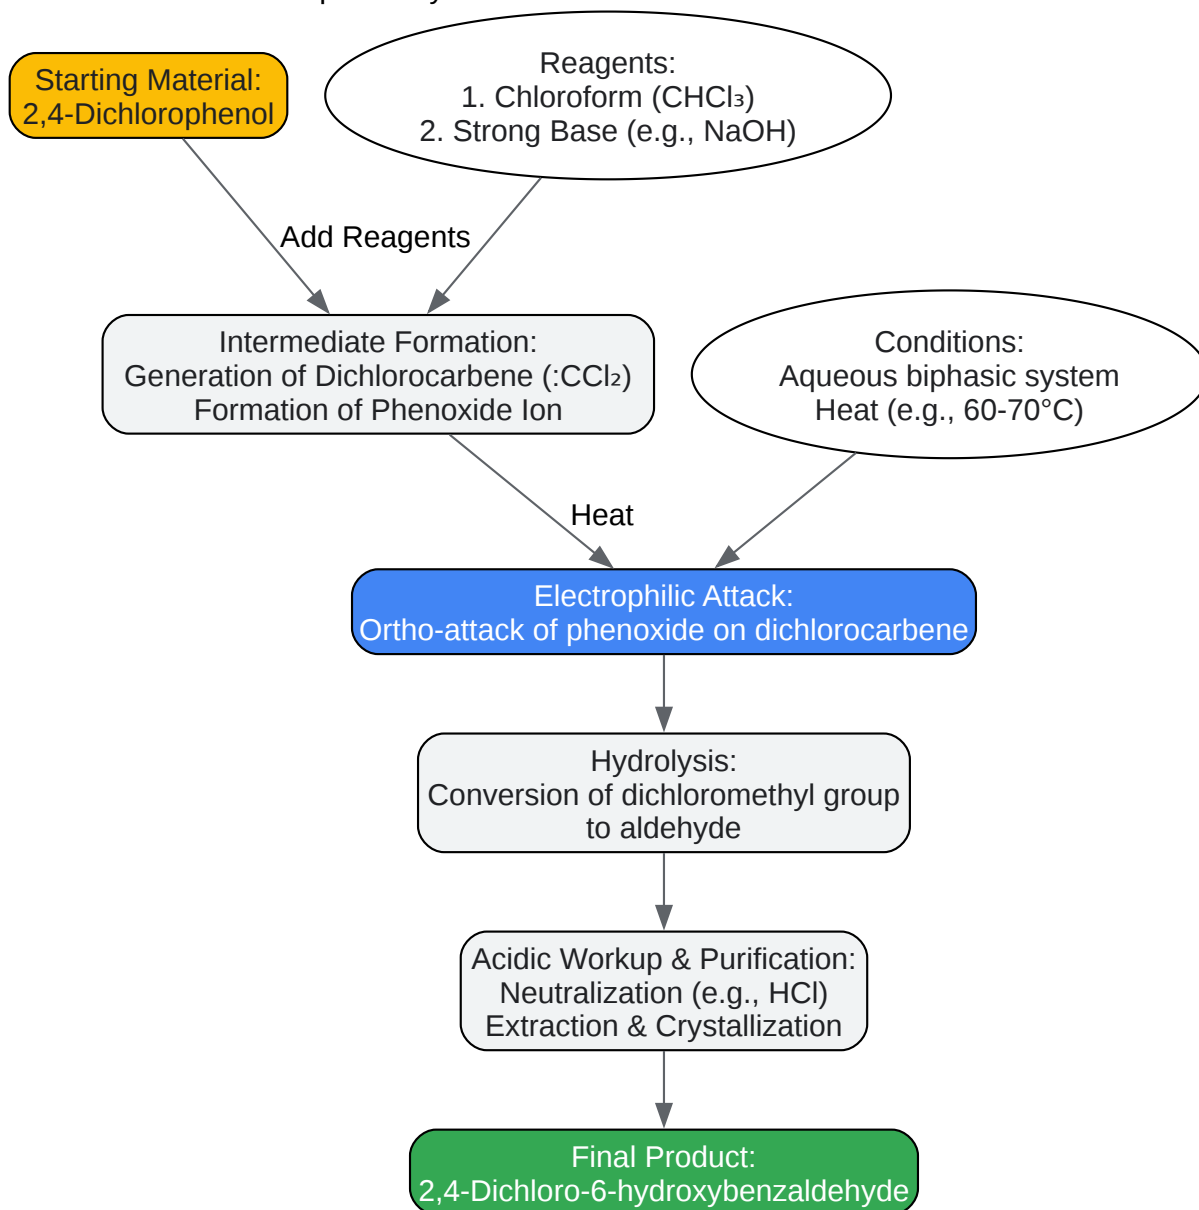 Starting Material:
2,4-Dichlorophenol
Reagents:
1. Chloroform (CHCl₃)
2. Strong Base (e.g., NaOH)
Add Reagents
Intermediate Formation:
Generation of Dichlorocarbene (:CCl₂)
Formation of Phenoxide Ion
Conditions:
Aqueous biphasic system
Heat (e.g., 60-70°C)
Heat
Electrophilic Attack:
Ortho-attack of phenoxide on dichlorocarbene
Hydrolysis:
Conversion of dichloromethyl group
to aldehyde
Acidic Workup & Purification:
Neutralization (e.g., HCl)
Extraction & Crystallization
Final Product:
2,4-Dichloro-6-hydroxybenzaldehyde